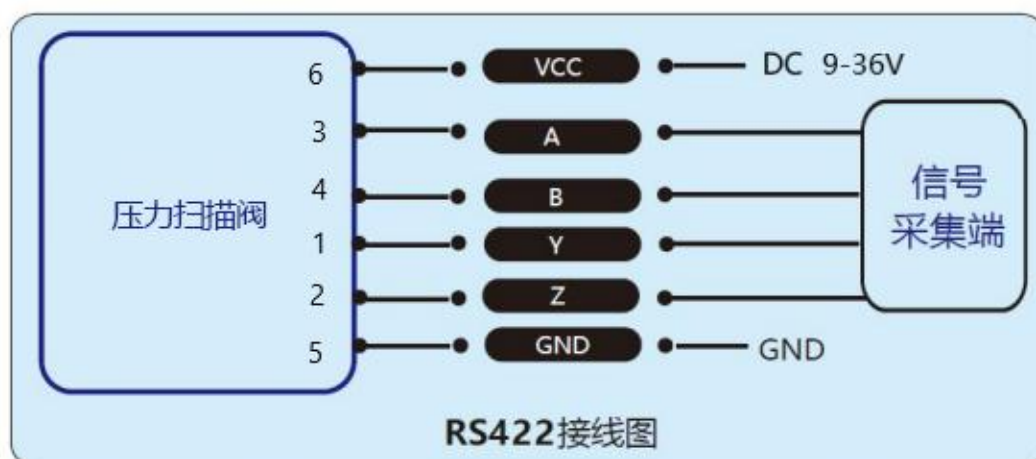 6 VCC DC 9-36V
3 A
4 B
1 Y
2 Z
5 GND GND
压力扫描阀
信号
采集端
RS422接线图